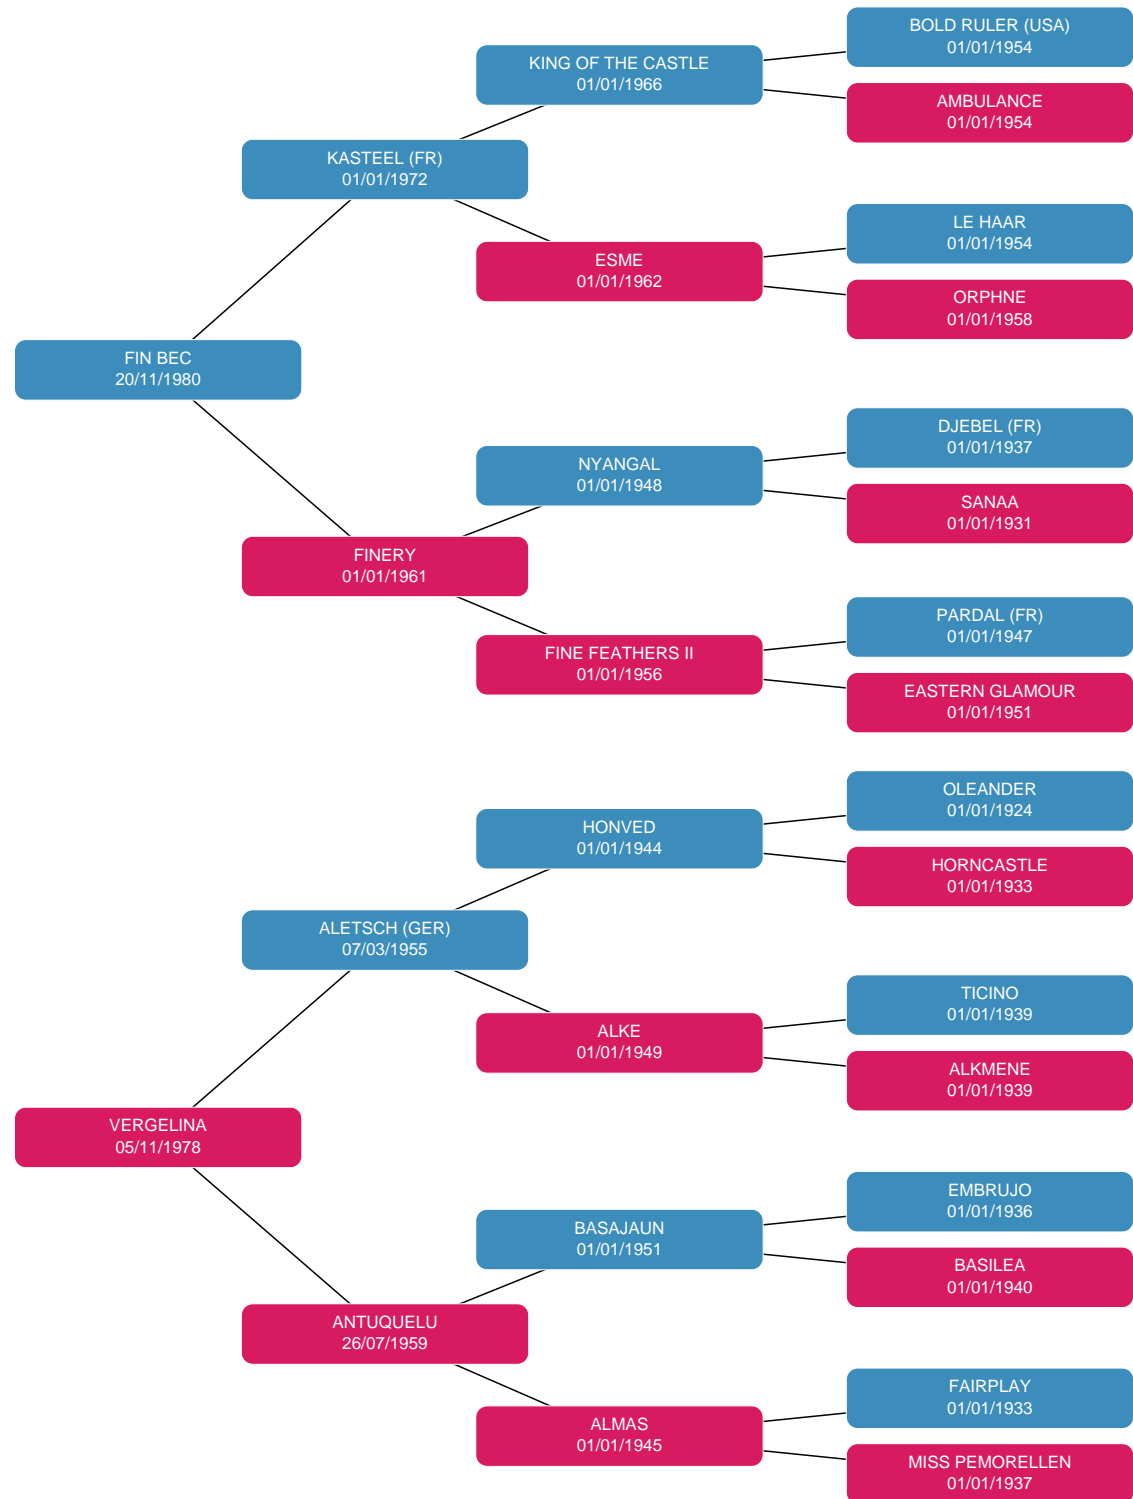 BOLD RULER (USA)
01/01/1954
KING OF THE CASTLE
01/01/1966
AMBULANCE
01/01/1954
KASTEEL (FR)
01/01/1972
LE HAAR
01/01/1954
ESME
01/01/1962
ORPHNE
01/01/1958
FIN BEC
20/11/1980
DJEBEL (FR)
01/01/1937
NYANGAL
01/01/1948
SANAA
01/01/1931
FINERY
01/01/1961
PARDAL (FR)
01/01/1947
FINE FEATHERS II
01/01/1956
EASTERN GLAMOUR
01/01/1951
OLEANDER
01/01/1924
HONVED
01/01/1944
HORNCASTLE
01/01/1933
ALETSCH (GER)
07/03/1955
TICINO
01/01/1939
ALKE
01/01/1949
ALKMENE
01/01/1939
VERGELINA
05/11/1978
EMBRUJO
01/01/1936
BASAJAUN
01/01/1951
BASILEA
01/01/1940
ANTUQUELU
26/07/1959
FAIRPLAY
01/01/1933
ALMAS
01/01/1945
MISS PEMORELLEN
01/01/1937